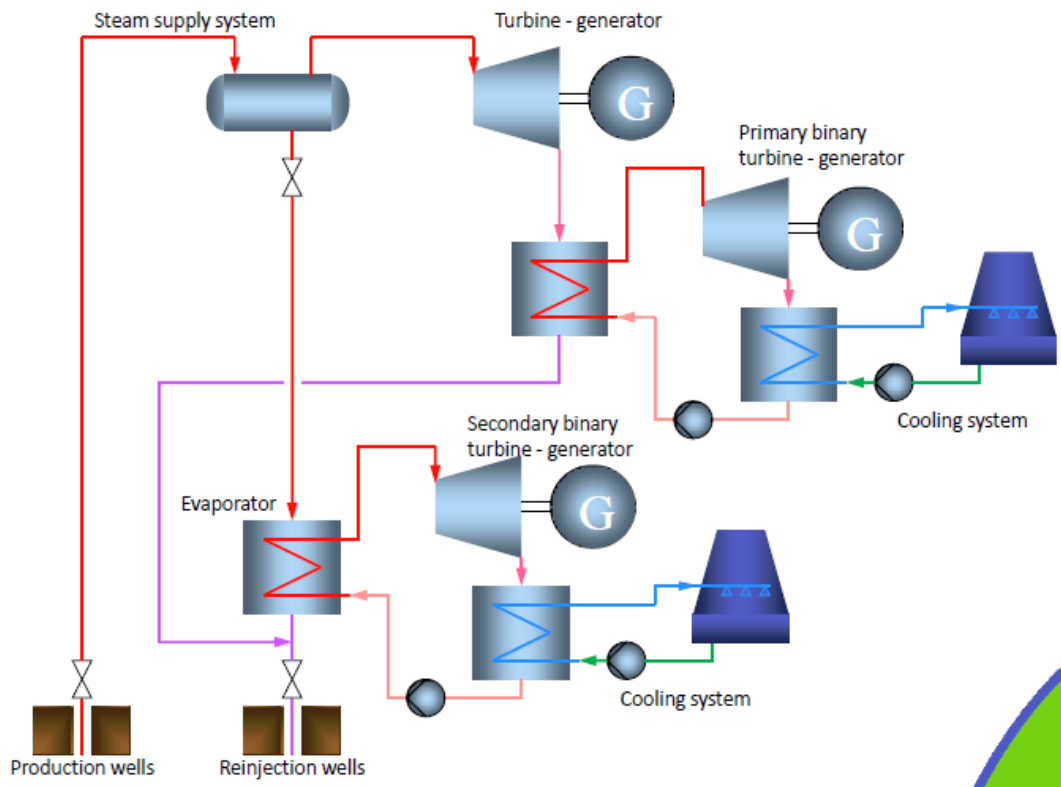 Steam supply system
Turbine - generator
G
Primary binary
turbine - generator
G
Cooling system
Secondary binary
turbine - generator
G
Evaporator
Cooling system
Production wells
Reinjection wells